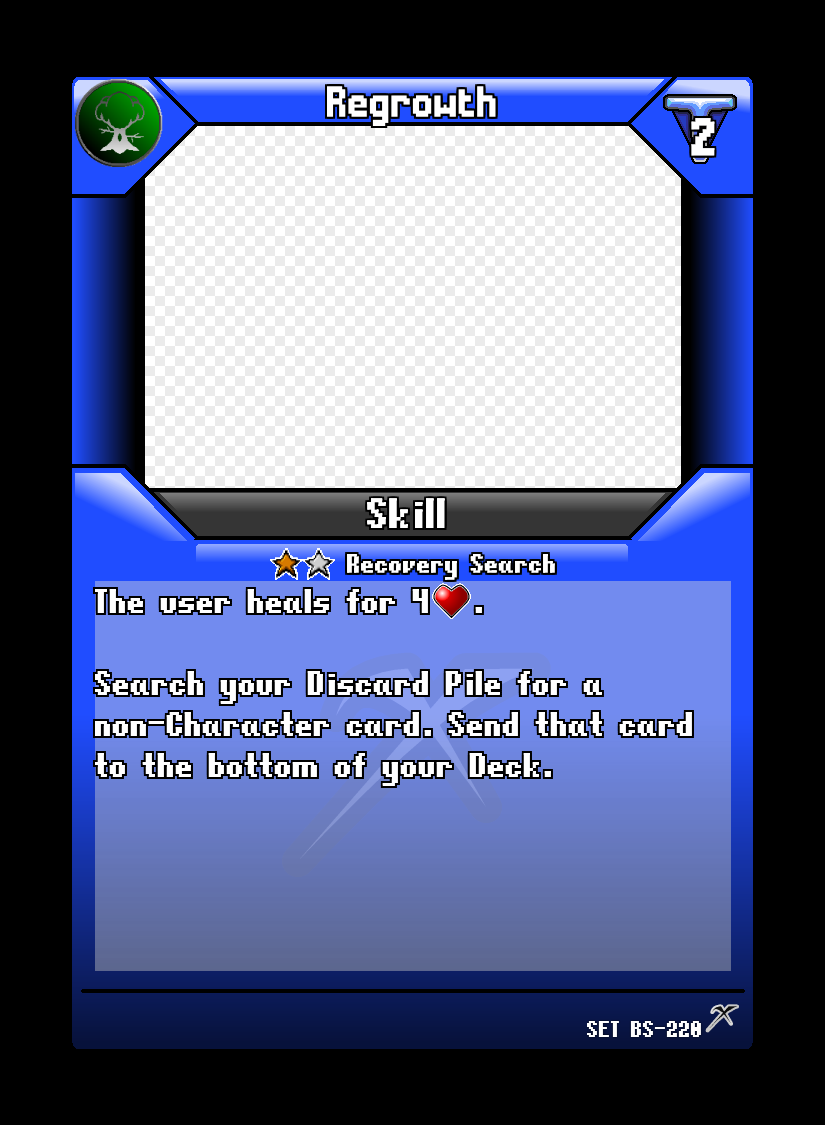 Regrowth
2
Skill
Recovery Search
The user heals for 4.
Search your Discard Pile for a
non-Character card. Send that card
to the bottom of your Deck.
SET BS-220